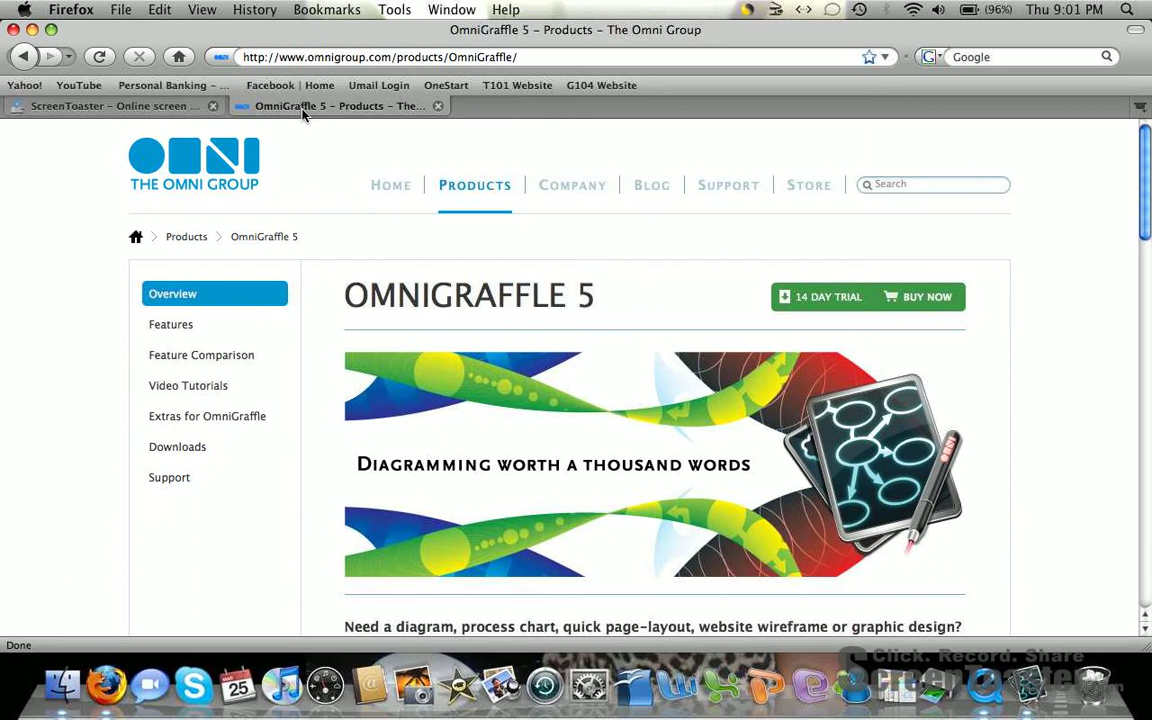 Firefox File Edit View History Bookmarks Tools Window Help (96%) Thu 9:01 PM
OmniGraffle 5 – Products – The Omni Group
http://www.omnigroup.com/products/OmniGraffle/ Google
Yahoo! YouTube Personal Banking – ... Facebook | Home Umail Login OneStart T101 Website G104 Website
ScreenToaster – Online screen ... OmniGraffle 5 – Products – The...
OMNI
THE OMNI GROUP
HOME PRODUCTS COMPANY BLOG SUPPORT STORE Search
Products OmniGraffle 5
Overview
Features
Feature Comparison
Video Tutorials
Extras for OmniGraffle
Downloads
Support
OMNIGRAFFLE 5
14 DAY TRIAL BUY NOW
DIAGRAMMING WORTH A THOUSAND WORDS
Need a diagram, process chart, quick page-layout, website wireframe or graphic design?
Done
Click. Record. Share
ScreenToaster
25